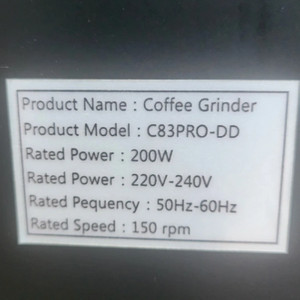 Product Name : Coffee Grinder
Product Model : C83PRO-DD
Rated Power : 200W
Rated Power : 220V-240V
Rated Pequency : 50Hz-60Hz
Rated Speed : 150 rpm